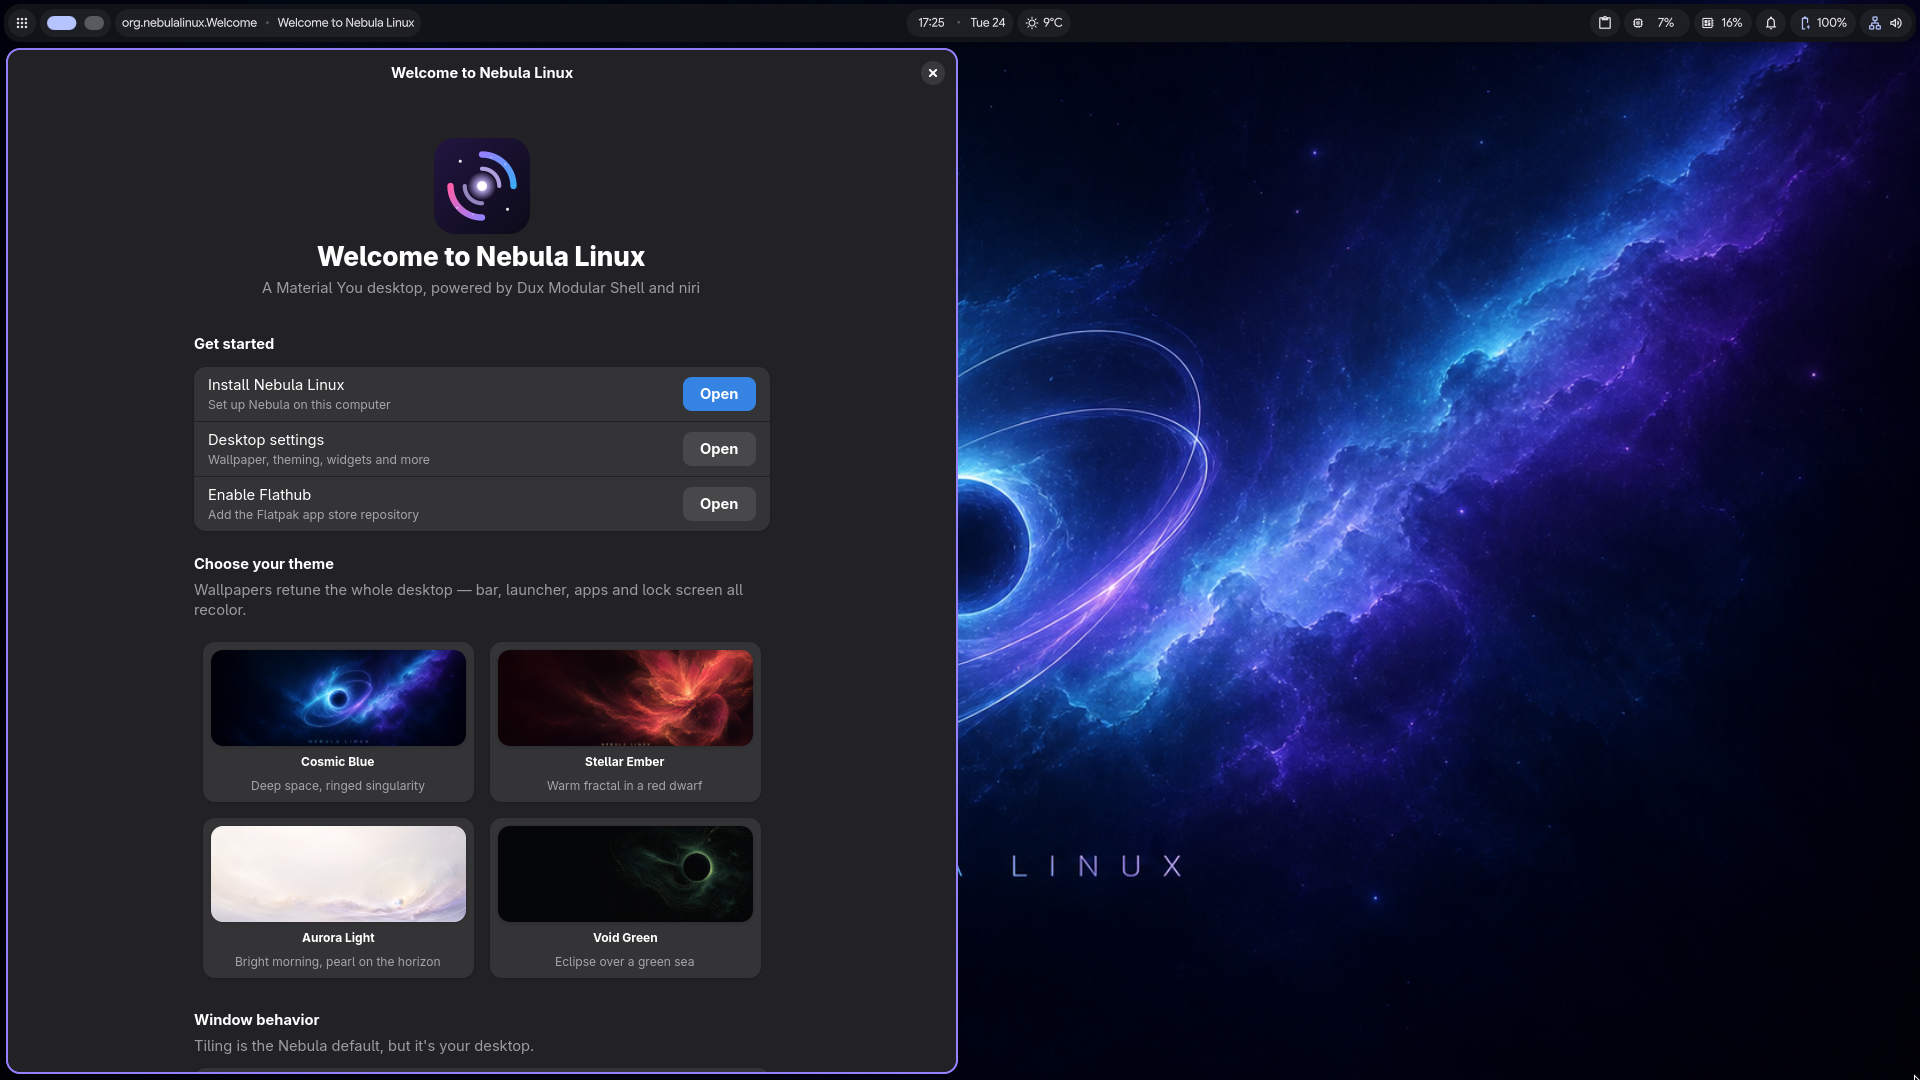 org.nebulalinux.Welcome • Welcome to Nebula Linux
17:25 • Tue 24
9°C
7%
16%
100%
Welcome to Nebula Linux
Welcome to Nebula Linux
A Material You desktop, powered by Dux Modular Shell and niri
Get started
Install Nebula Linux
Set up Nebula on this computer
Open
Desktop settings
Wallpaper, theming, widgets and more
Open
Enable Flathub
Add the Flatpak app store repository
Open
Choose your theme
Wallpapers retune the whole desktop — bar, launcher, apps and lock screen all
recolor.
NEBULA LINUX
Cosmic Blue
Deep space, ringed singularity
NEBULA LINUX
Stellar Ember
Warm fractal in a red dwarf
Aurora Light
Bright morning, pearl on the horizon
Void Green
Eclipse over a green sea
Window behavior
Tiling is the Nebula default, but it's your desktop.
LINUX